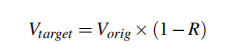 V_target = V_orig × (1 − R)